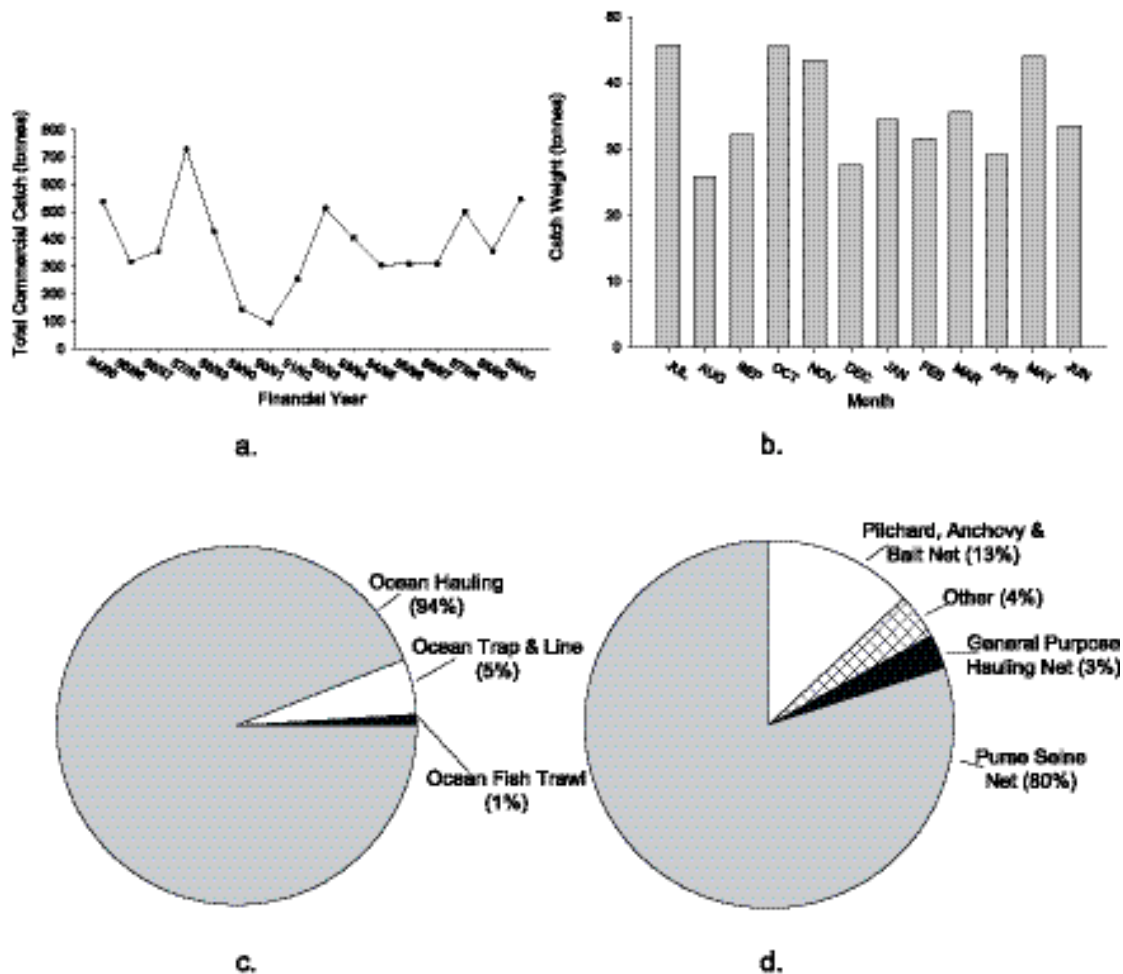 Total Commercial Catch (tonnes)
800
700
600
500
400
300
200
100
0
Financial Year
a.
Catch Weight (tonnes)
50
40
30
20
10
0
JUL AUG SEP OCT NOV DEC JAN FEB MAR APR MAY JUN
Month
b.
Ocean Hauling
(94%)
Ocean Trap & Line
(5%)
Ocean Fish Trawl
(1%)
c.
Pilchard, Anchovy &
Bait Net (13%)
Other (4%)
General Purpose
Hauling Net (3%)
Purse Seine
Net (80%)
d.